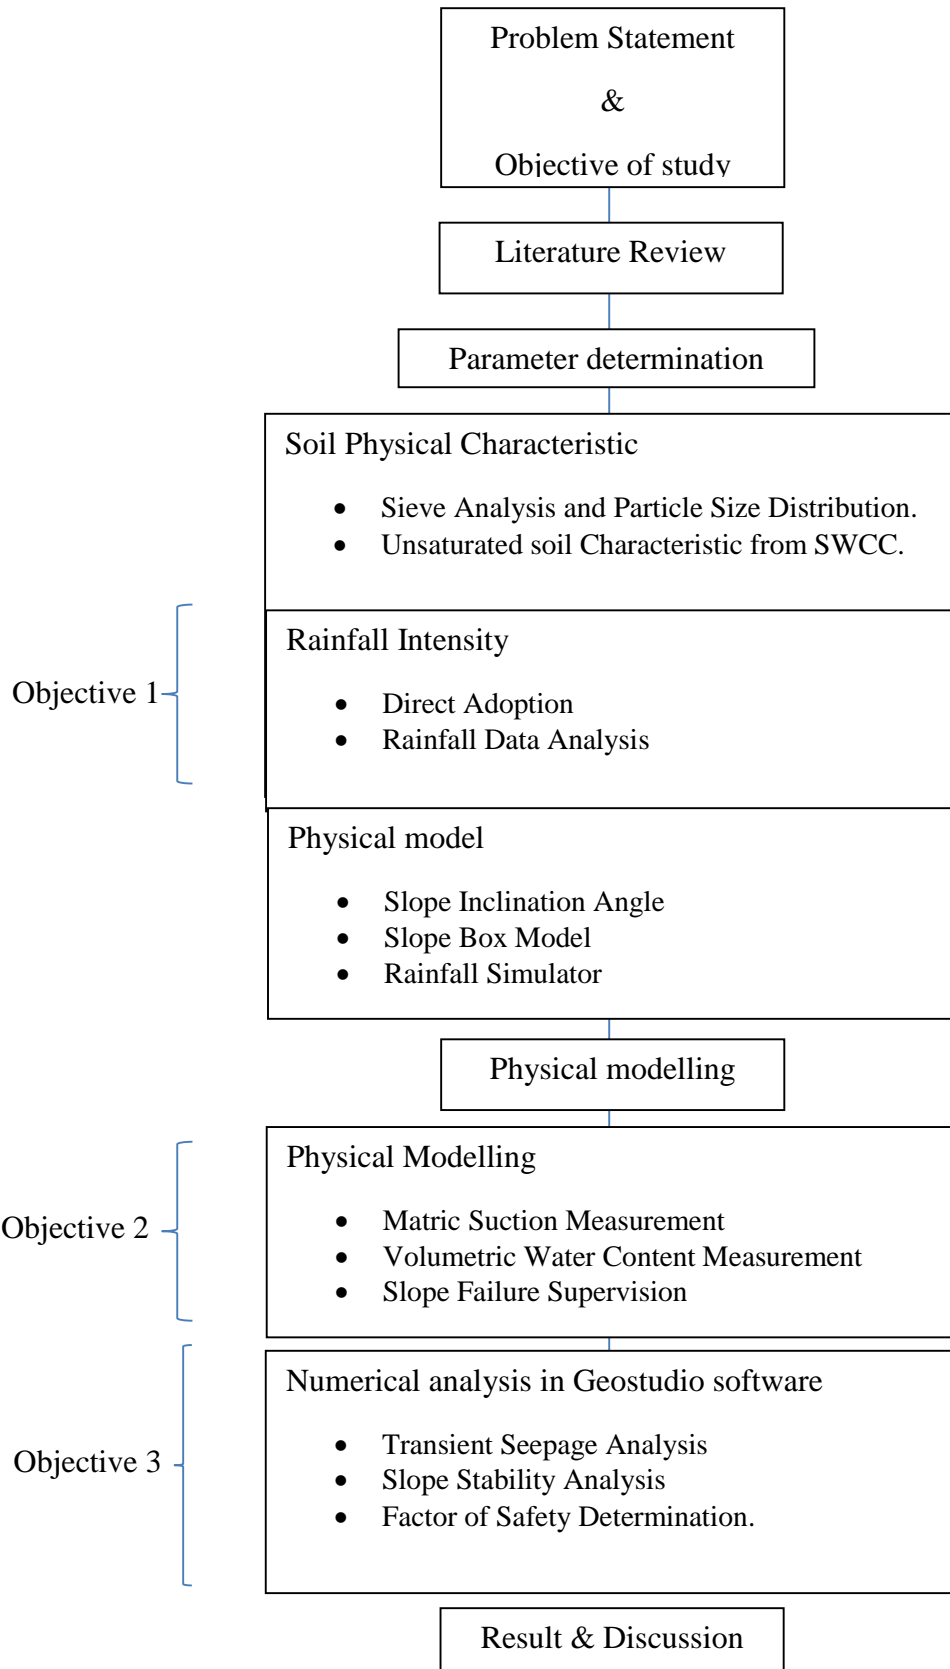 Problem Statement
&
Objective of study
Literature Review
Parameter determination
Soil Physical Characteristic
• Sieve Analysis and Particle Size Distribution.
• Unsaturated soil Characteristic from SWCC.
Objective 1
Rainfall Intensity
• Direct Adoption
• Rainfall Data Analysis
Physical model
• Slope Inclination Angle
• Slope Box Model
• Rainfall Simulator
Physical modelling
Objective 2
Physical Modelling
• Matric Suction Measurement
• Volumetric Water Content Measurement
• Slope Failure Supervision
Objective 3
Numerical analysis in Geostudio software
• Transient Seepage Analysis
• Slope Stability Analysis
• Factor of Safety Determination.
Result & Discussion